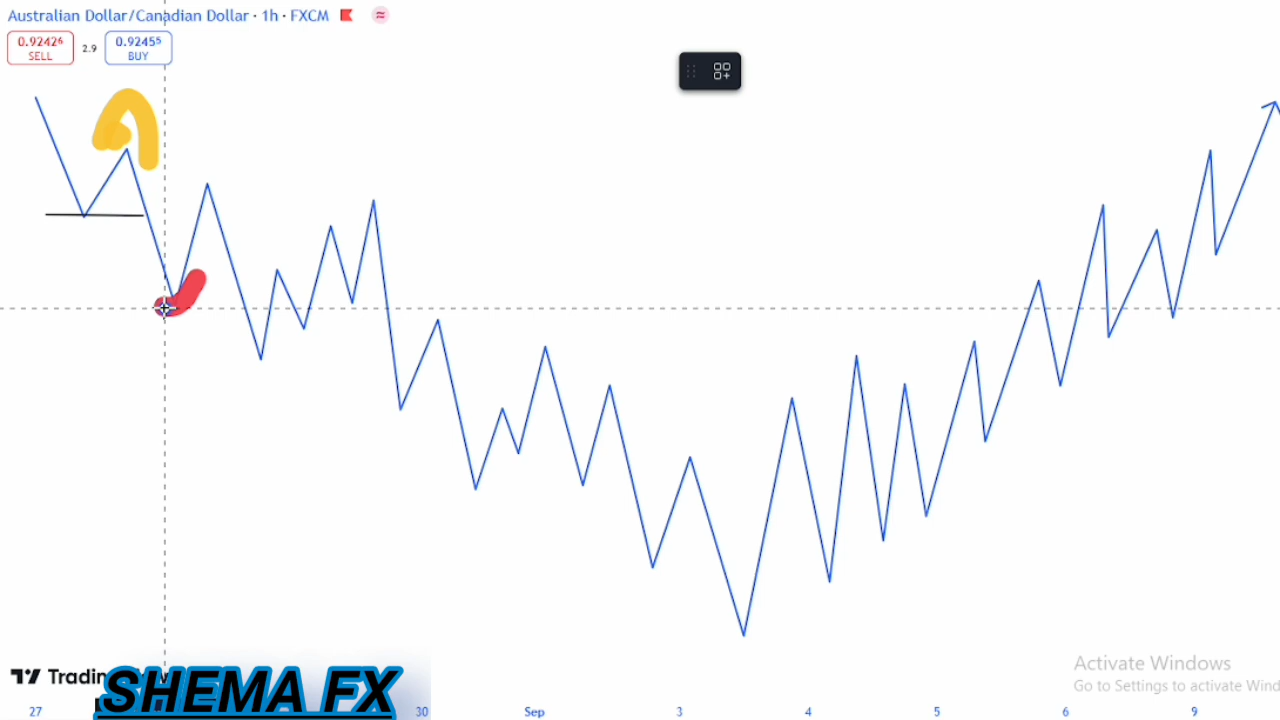 Australian Dollar/Canadian Dollar · 1h · FXCM
0.92426 2.9 0.92455
SELL BUY
Activate Windows
Go to Settings to activate Wind
SHEMA FX
27 30 Sep 3 4 5 6 9